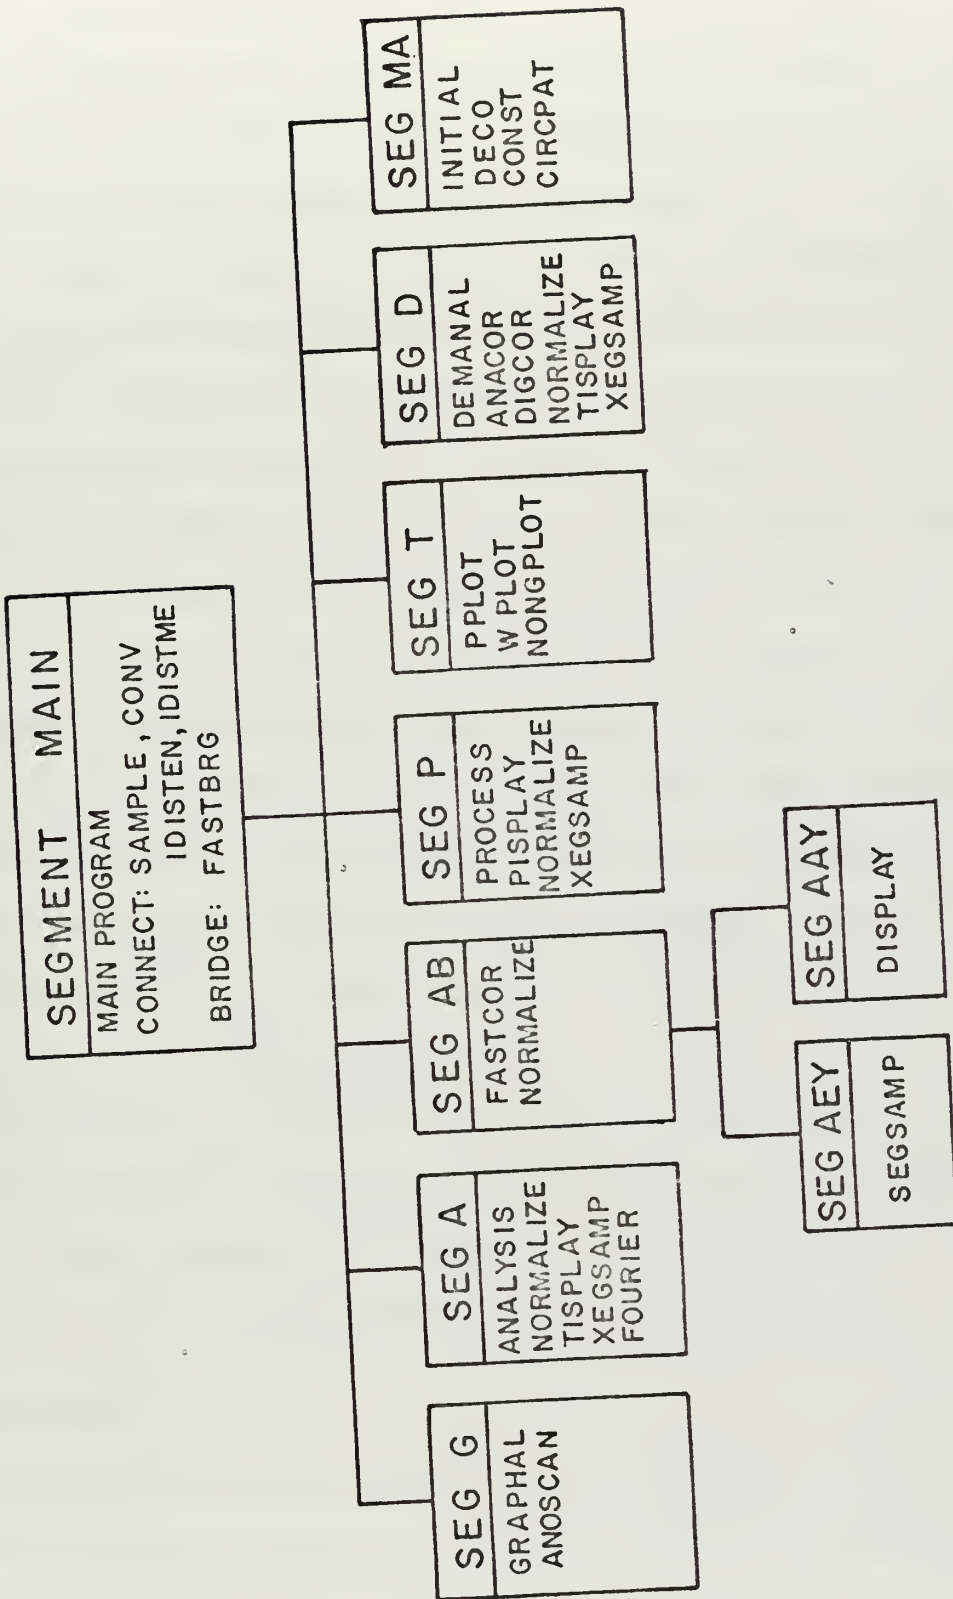 SEGMENT MAIN
MAIN PROGRAM
CONNECT: SAMPLE, CONV
IDISTEN, IDISTME
BRIDGE: FASTBRG
SEG G
GRAPHAL
ANOSCAN
SEG A
ANALYSIS
NORMALIZE
TISPLAY
XEGSAMP
FOURIER
SEG AB
FASTCOR
NORMALIZE
SEG P
PROCESS
PISPLAY
NORMALIZE
XEGSAMP
SEG T
PPLOT
W PLOT
NONGPLOT
SEG D
DEMANAL
ANACOR
DIGCOR
NORMALIZE
TISPLAY
XEGSAMP
SEG MA
INITIAL
DECO
CONST
CIRCPAT
SEG AEY
SEGSAMP
SEG AAY
DISPLAY